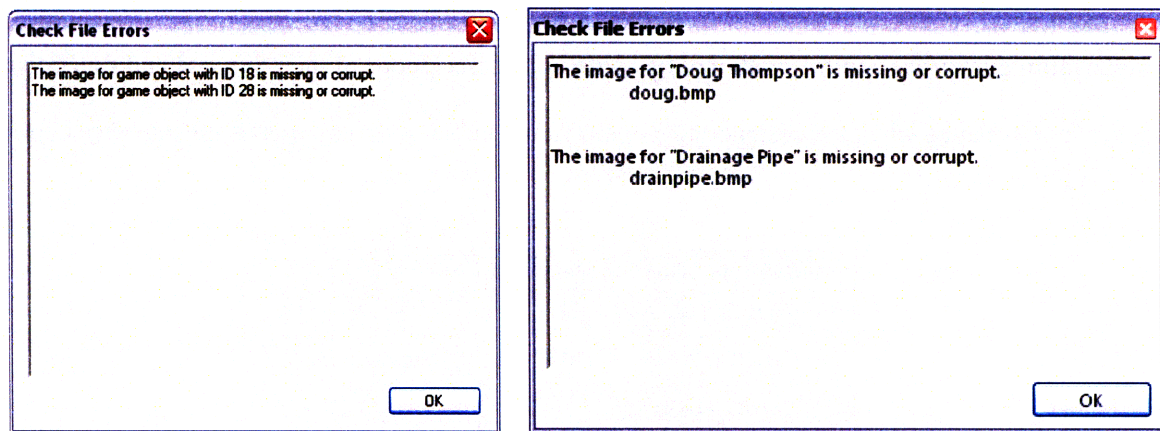 Check File Errors
The image for game object with ID 18 is missing or corrupt.
The image for game object with ID 28 is missing or corrupt.
OK
Check File Errors
The image for "Doug Thompson" is missing or corrupt.
doug.bmp
The image for "Drainage Pipe" is missing or corrupt.
drainpipe.bmp
OK